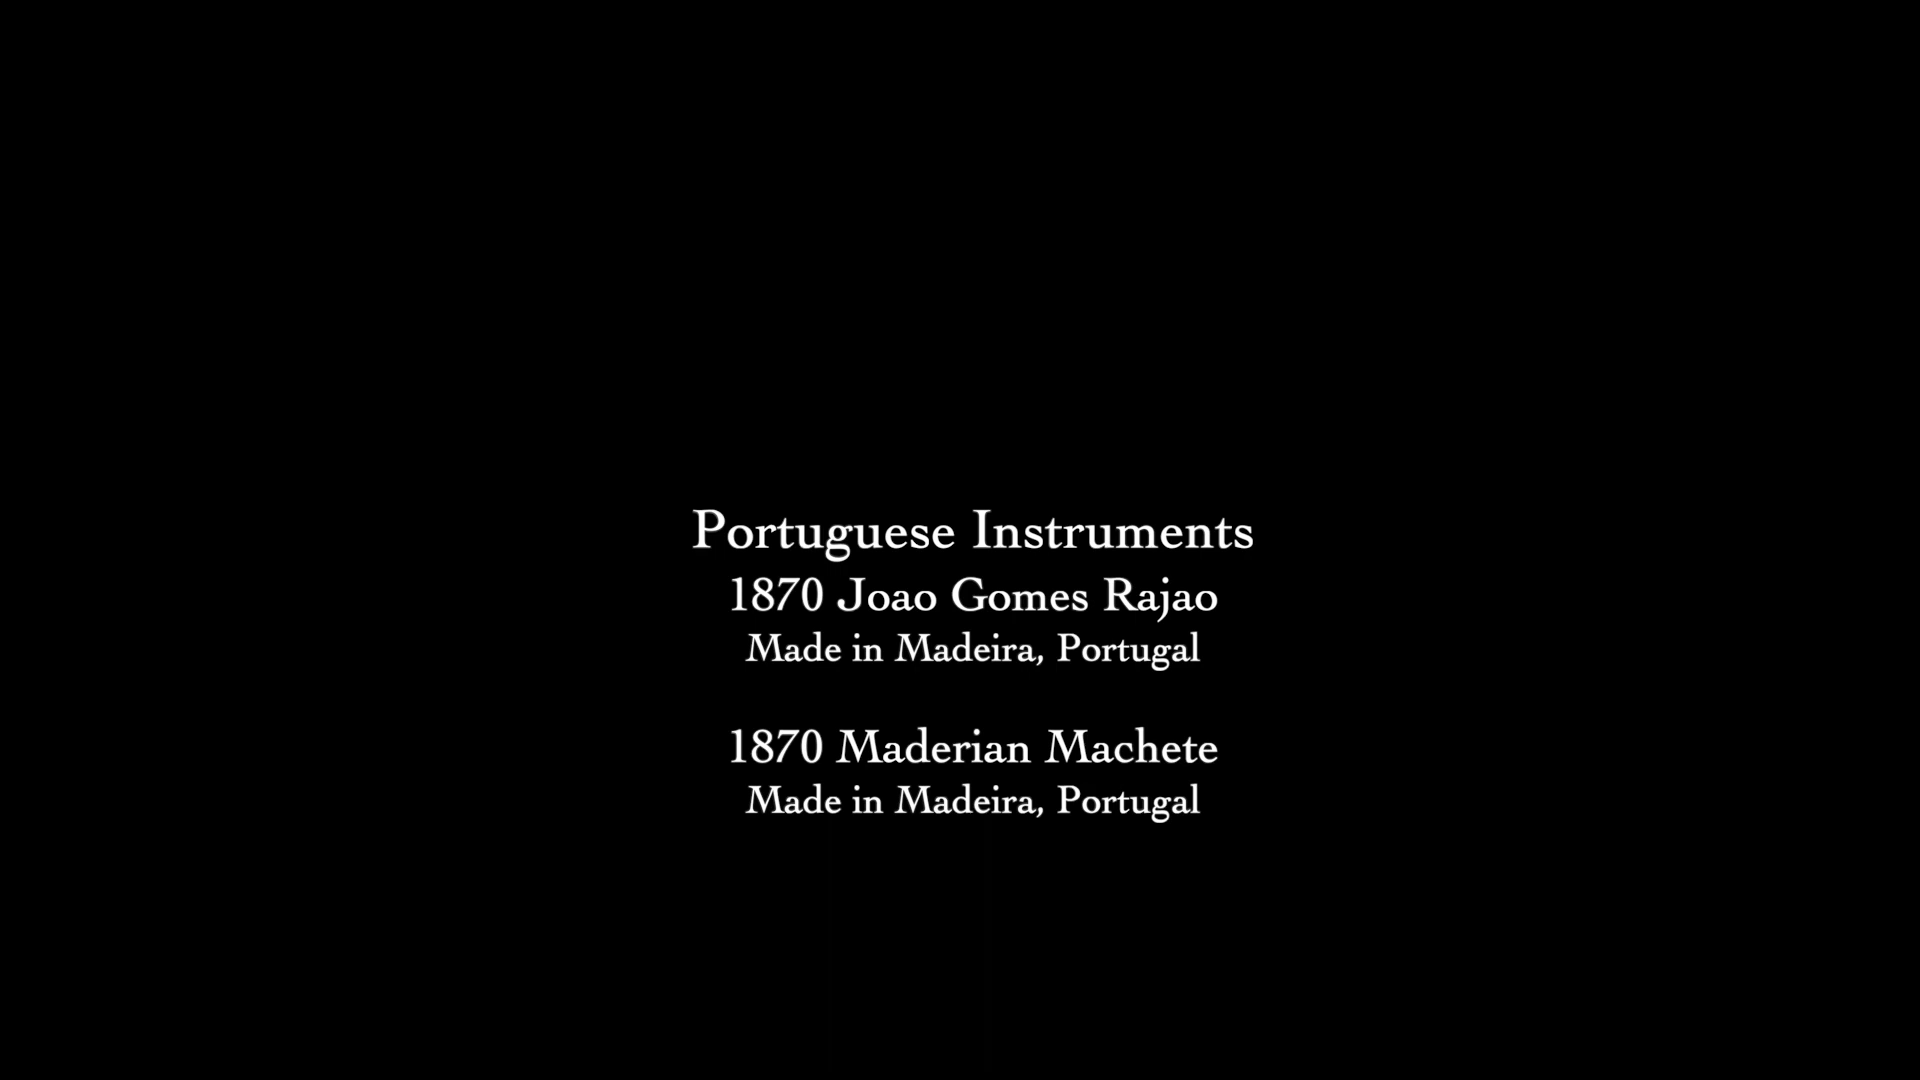 Portuguese Instruments
1870 Joao Gomes Rajao
Made in Madeira, Portugal
1870 Maderian Machete
Made in Madeira, Portugal